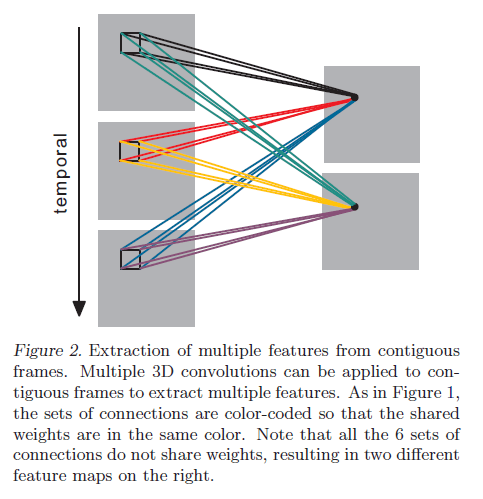 temporal
Figure 2. Extraction of multiple features from contiguous
frames. Multiple 3D convolutions can be applied to con-
tiguous frames to extract multiple features. As in Figure 1,
the sets of connections are color-coded so that the shared
weights are in the same color. Note that all the 6 sets of
connections do not share weights, resulting in two different
feature maps on the right.